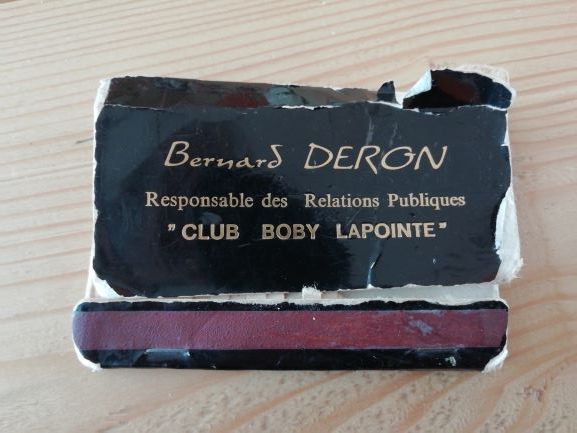 Bernard DERON
Responsable des Relations Publiques
" CLUB BOBY LAPOINTE "